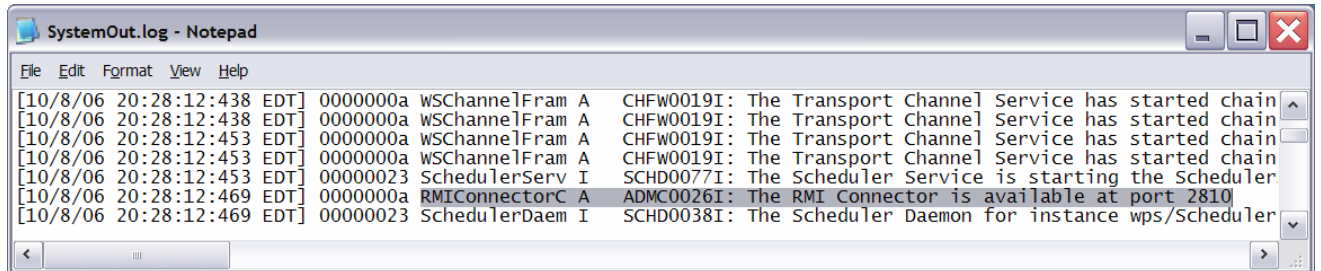 SystemOut.log - Notepad
File Edit Format View Help
[10/8/06 20:28:12:438 EDT] 0000000a WSChannelFram A CHFW0019I: The Transport Channel Service has started chain
[10/8/06 20:28:12:438 EDT] 0000000a WSChannelFram A CHFW0019I: The Transport Channel Service has started chain
[10/8/06 20:28:12:453 EDT] 0000000a WSChannelFram A CHFW0019I: The Transport Channel Service has started chain
[10/8/06 20:28:12:453 EDT] 0000000a WSChannelFram A CHFW0019I: The Transport Channel Service has started chain
[10/8/06 20:28:12:453 EDT] 00000023 SchedulerServ I SCHD0077I: The Scheduler Service is starting the Scheduler
[10/8/06 20:28:12:469 EDT] 0000000a RMIConnectorC A ADMC0026I: The RMI Connector is available at port 2810
[10/8/06 20:28:12:469 EDT] 00000023 SchedulerDaem I SCHD0038I: The Scheduler Daemon for instance wps/Scheduler